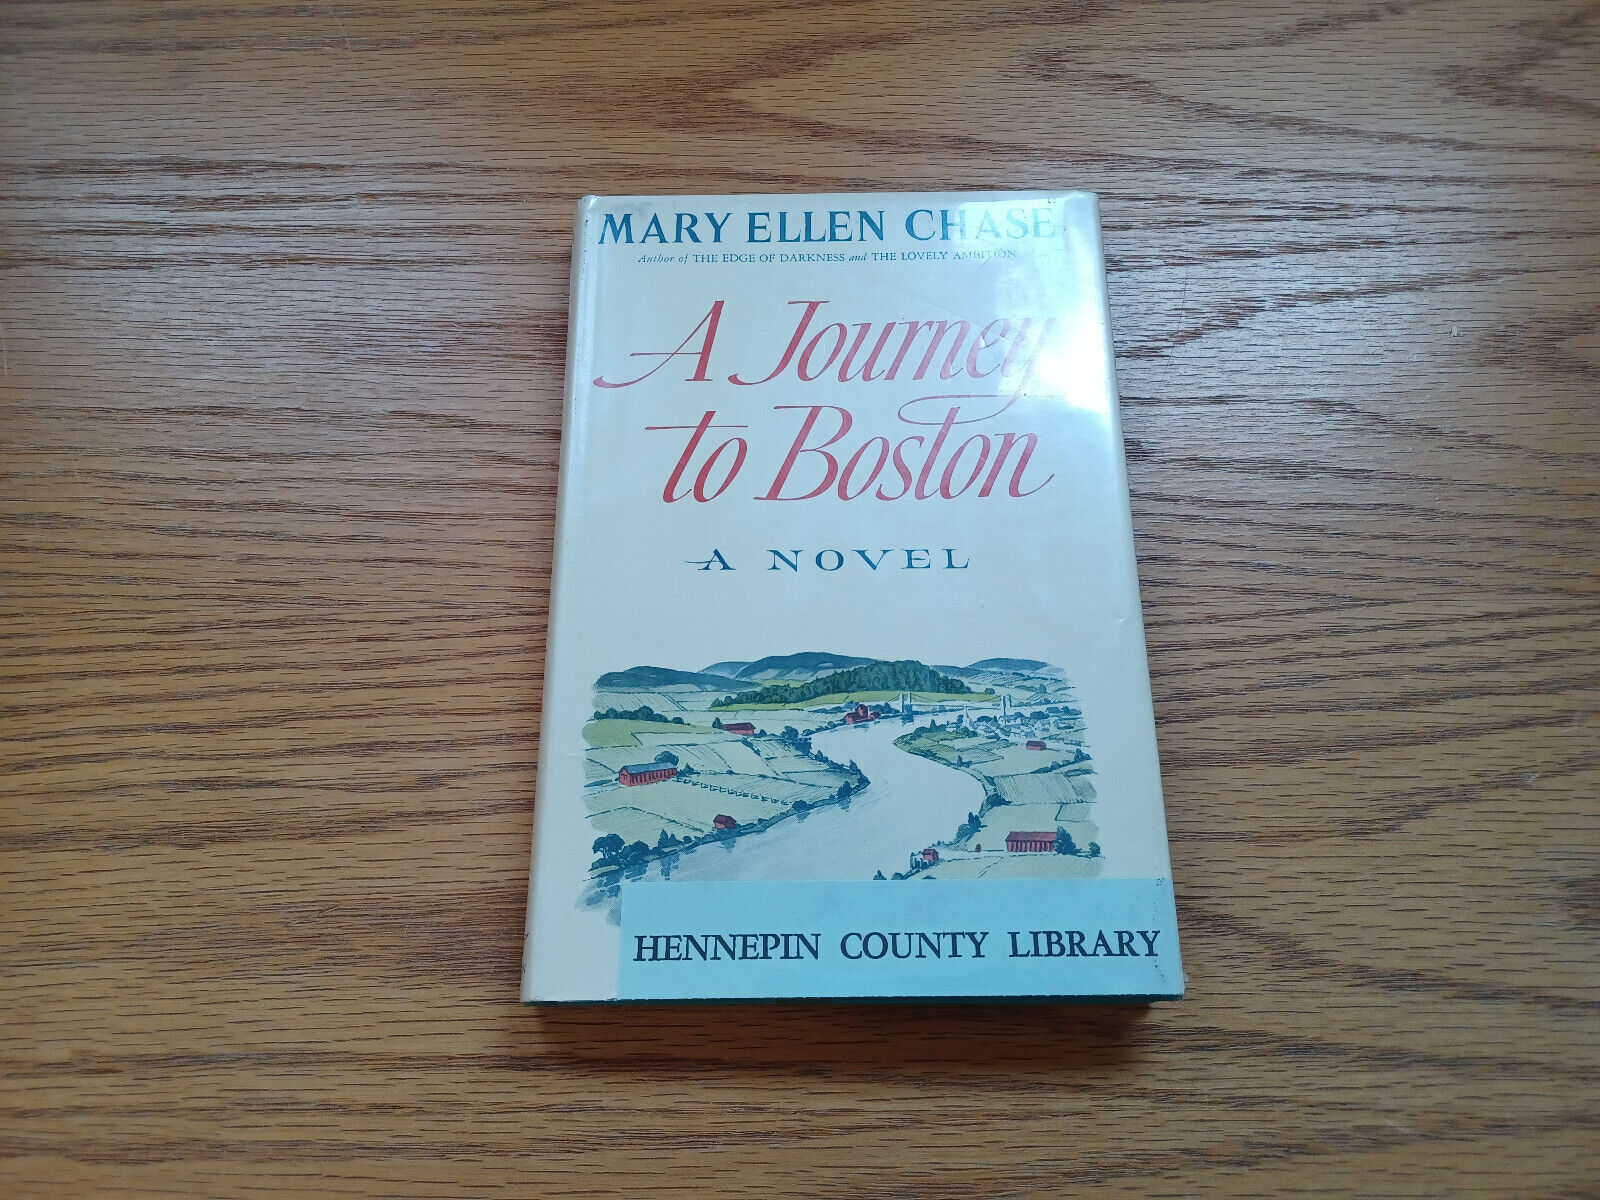 MARY ELLEN CHASE
Author of THE EDGE OF DARKNESS and THE LOVELY AMBITION
A Journey
to Boston
A NOVEL
HENNEPIN COUNTY LIBRARY